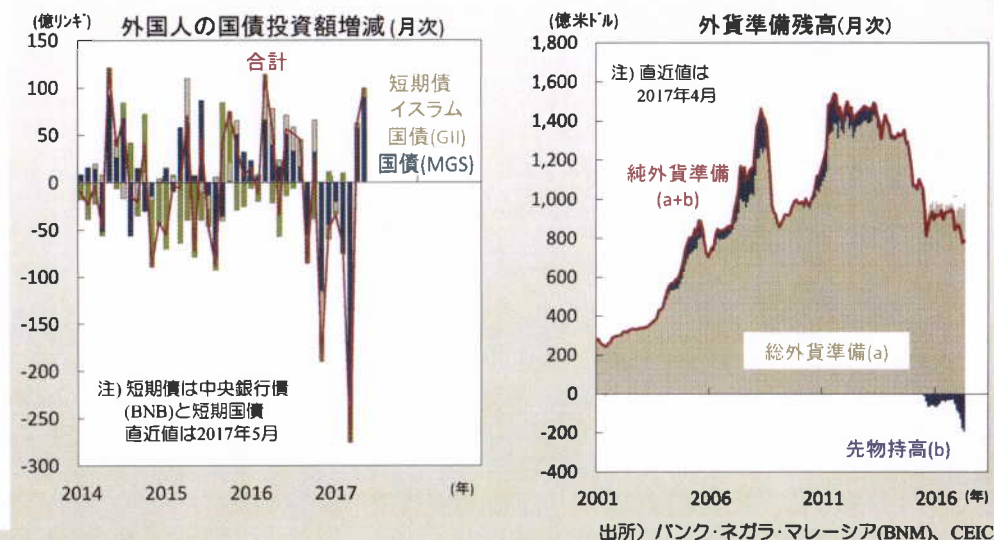 外国人の国債投資額増減(月次)
(億リンギ)
150
100
50
0
-50
-100
-150
-200
-250
-300
合計
短期債
イスラム
国債(GII)
国債(MGS)
注) 短期債は中央銀行債
(BNB)と短期国債
直近値は2017年5月
2014
2015
2016
2017
(年)
外貨準備残高(月次)
(億米ドル)
1,800
1,600
1,400
1,200
1,000
800
600
400
200
0
-200
-400
注) 直近値は
2017年4月
純外貨準備
(a+b)
総外貨準備(a)
先物持高(b)
2001
2006
2011
2016
(年)
出所) バンク・ネガラ・マレーシア(BNM)、CEIC